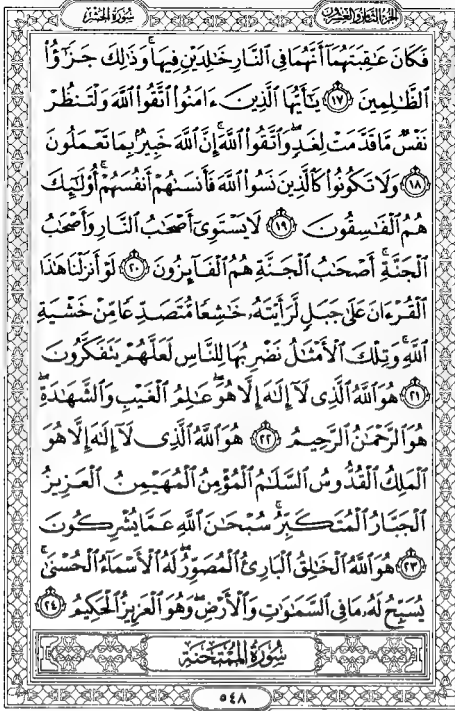 الجزء الثامن والعشرون سورة الحشر
فَكَانَ عَٰقِبَتَهُمَآ أَنَّهُمَا فِي ٱلنَّارِ خَٰلِدَيۡنِ فِيهَاۚ وَذَٰلِكَ جَزَٰٓؤُاْ
ٱلظَّٰلِمِينَ ١٧ يَٰٓأَيُّهَا ٱلَّذِينَ ءَامَنُواْ ٱتَّقُواْ ٱللَّهَ وَلۡتَنظُرۡ
نَفۡسٞ مَّا قَدَّمَتۡ لِغَدٖۖ وَٱتَّقُواْ ٱللَّهَۚ إِنَّ ٱللَّهَ خَبِيرُۢ بِمَا تَعۡمَلُونَ
١٨ وَلَا تَكُونُواْ كَٱلَّذِينَ نَسُواْ ٱللَّهَ فَأَنسَىٰهُمۡ أَنفُسَهُمۡۚ أُوْلَٰٓئِكَ
هُمُ ٱلۡفَٰسِقُونَ ١٩ لَا يَسۡتَوِيٓ أَصۡحَٰبُ ٱلنَّارِ وَأَصۡحَٰبُ
ٱلۡجَنَّةِۚ أَصۡحَٰبُ ٱلۡجَنَّةِ هُمُ ٱلۡفَآئِزُونَ ٢٠ لَوۡ أَنزَلۡنَا هَٰذَا
ٱلۡقُرۡءَانَ عَلَىٰ جَبَلٖ لَّرَأَيۡتَهُۥ خَٰشِعٗا مُّتَصَدِّعٗا مِّنۡ خَشۡيَةِ
ٱللَّهِۚ وَتِلۡكَ ٱلۡأَمۡثَٰلُ نَضۡرِبُهَا لِلنَّاسِ لَعَلَّهُمۡ يَتَفَكَّرُونَ
٢١ هُوَ ٱللَّهُ ٱلَّذِي لَآ إِلَٰهَ إِلَّا هُوَۖ عَٰلِمُ ٱلۡغَيۡبِ وَٱلشَّهَٰدَةِۖ
هُوَ ٱلرَّحۡمَٰنُ ٱلرَّحِيمُ ٢٢ هُوَ ٱللَّهُ ٱلَّذِي لَآ إِلَٰهَ إِلَّا هُوَ
ٱلۡمَلِكُ ٱلۡقُدُّوسُ ٱلسَّلَٰمُ ٱلۡمُؤۡمِنُ ٱلۡمُهَيۡمِنُ ٱلۡعَزِيزُ
ٱلۡجَبَّارُ ٱلۡمُتَكَبِّرُۚ سُبۡحَٰنَ ٱللَّهِ عَمَّا يُشۡرِكُونَ
٢٣ هُوَ ٱللَّهُ ٱلۡخَٰلِقُ ٱلۡبَارِئُ ٱلۡمُصَوِّرُۖ لَهُ ٱلۡأَسۡمَآءُ ٱلۡحُسۡنَىٰۚ
يُسَبِّحُ لَهُۥ مَا فِي ٱلسَّمَٰوَٰتِ وَٱلۡأَرۡضِۖ وَهُوَ ٱلۡعَزِيزُ ٱلۡحَكِيمُ ٢٤
سُورَةُ المُمْتَحنَةِ
٥٤٨